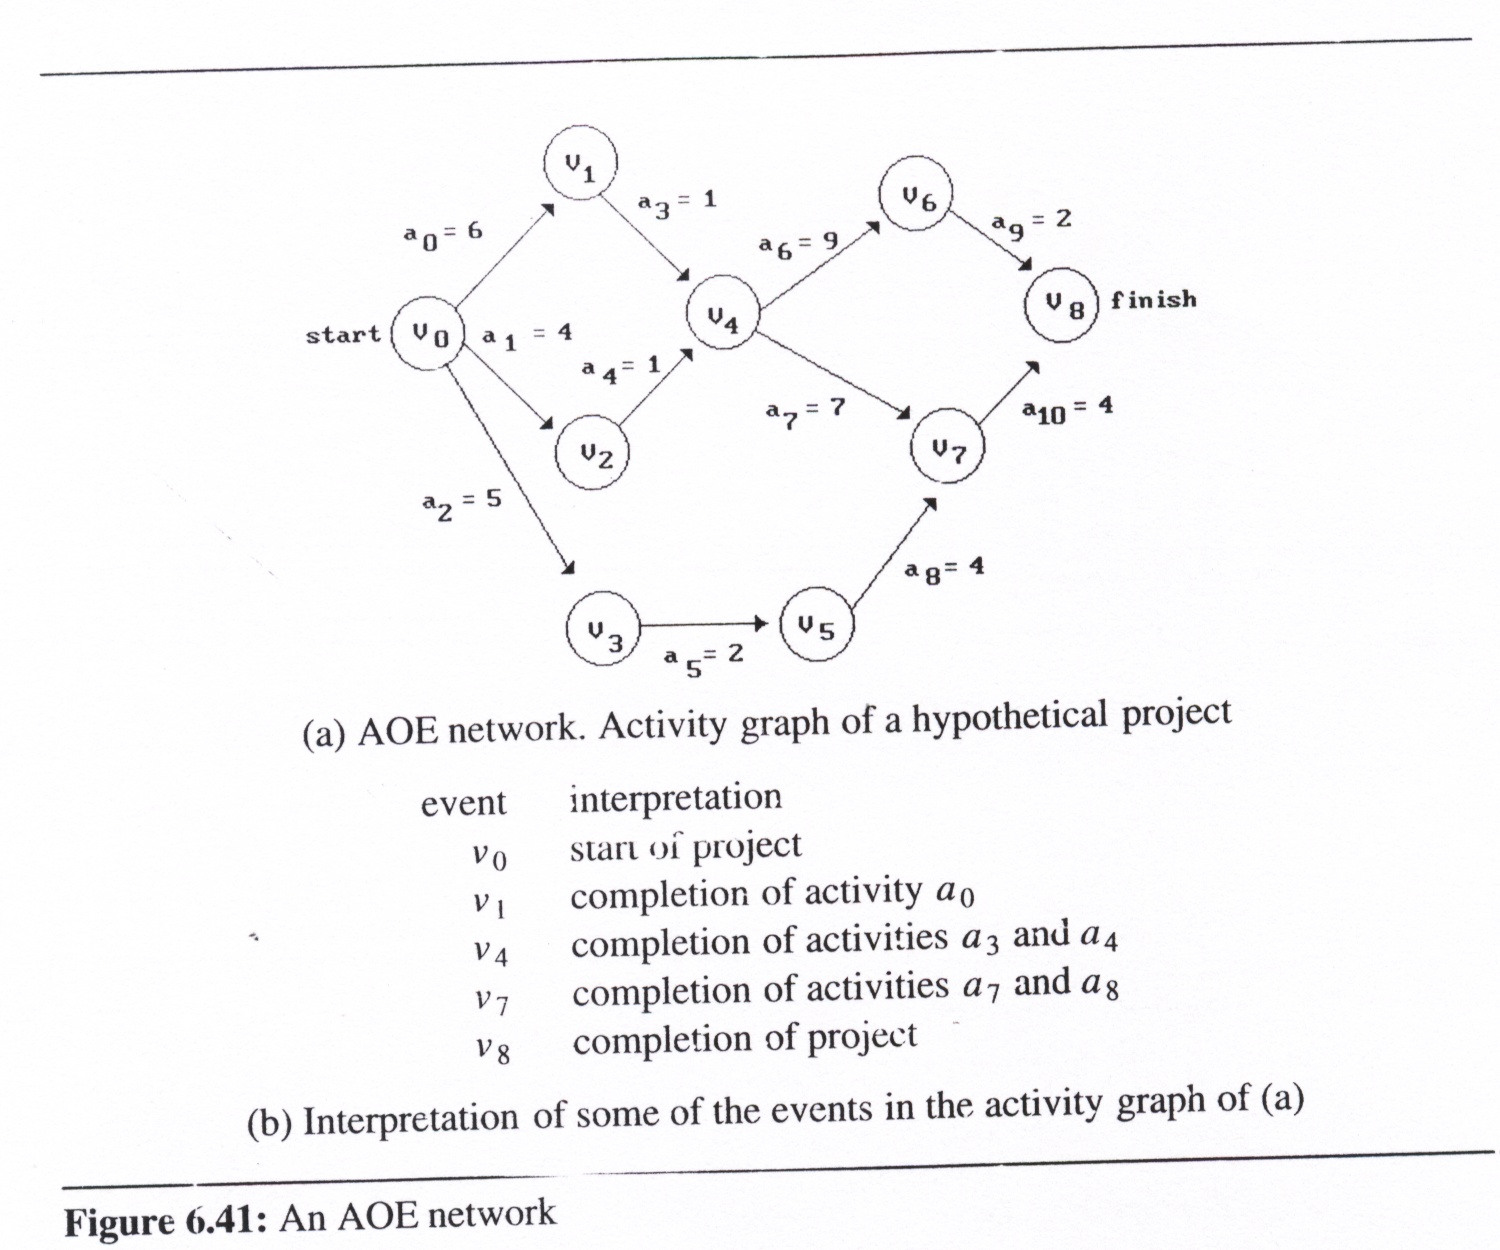 v1
a3 = 1
v6
a0 = 6
a6 = 9
a9 = 2
start v0 a1 = 4
v4
v8 finish
a4 = 1
a7 = 7
a10 = 4
v2
v7
a2 = 5
a8 = 4
v3
v5
a5 = 2
(a) AOE network. Activity graph of a hypothetical project
event interpretation
v0 start of project
v1 completion of activity a0
v4 completion of activities a3 and a4
v7 completion of activities a7 and a8
v8 completion of project
(b) Interpretation of some of the events in the activity graph of (a)
Figure 6.41: An AOE network